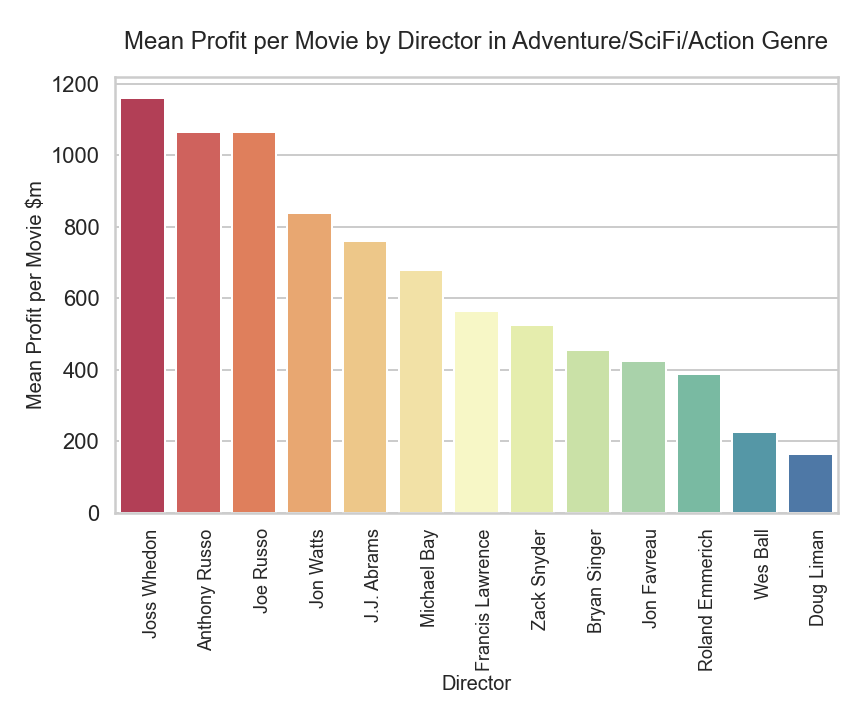 Mean Profit per Movie by Director in Adventure/SciFi/Action Genre
Mean Profit per Movie $m
1200
1000
800
600
400
200
0
Joss Whedon
Anthony Russo
Joe Russo
Jon Watts
J.J. Abrams
Michael Bay
Francis Lawrence
Zack Snyder
Bryan Singer
Jon Favreau
Roland Emmerich
Wes Ball
Doug Liman
Director